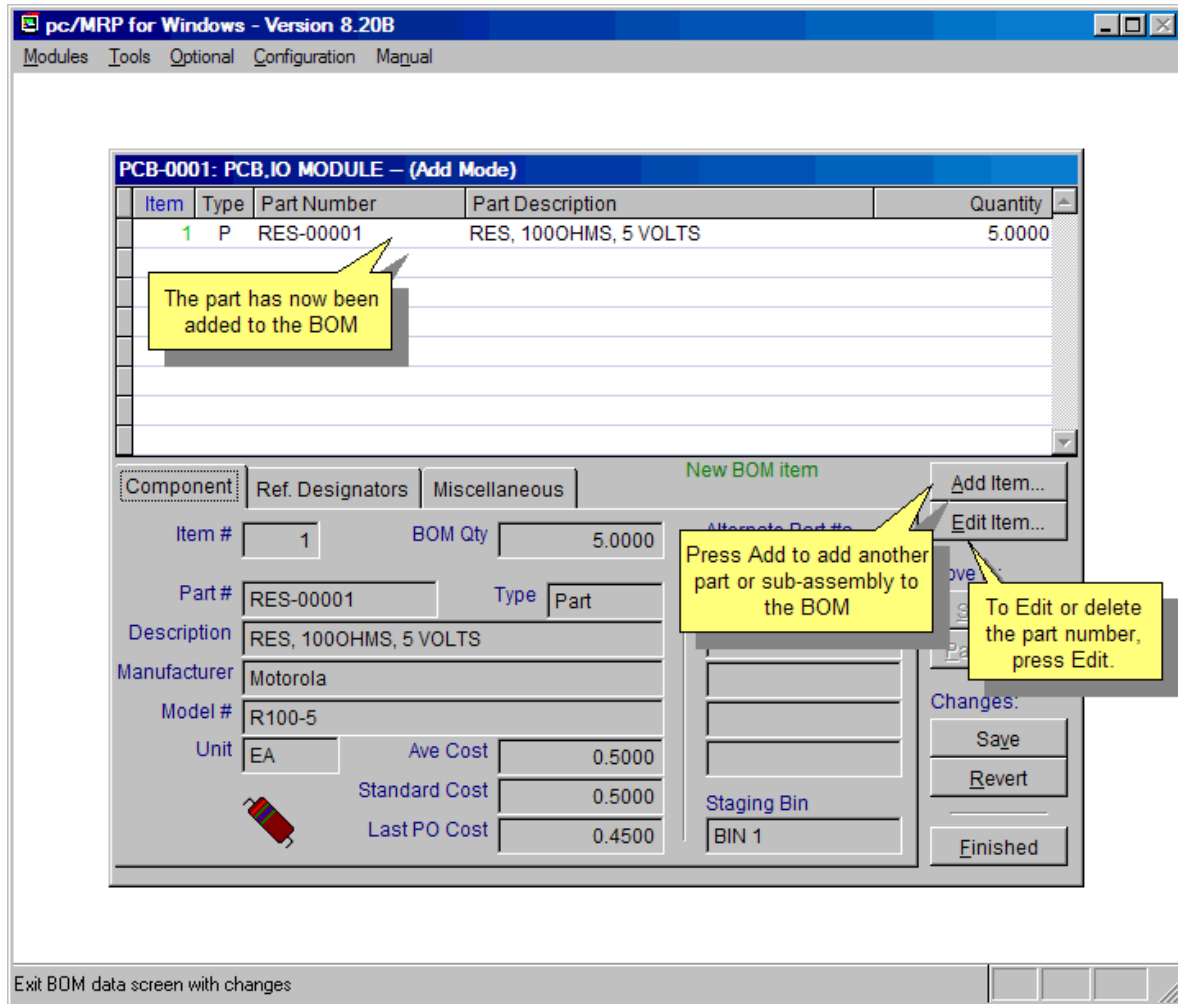 pc/MRP for Windows - Version 8.20B
Modules Tools Optional Configuration Manual
PCB-0001: PCB,IO MODULE – (Add Mode)
Item Type Part Number Part Description Quantity
1 P RES-00001 RES, 100OHMS, 5 VOLTS 5.0000
The part has now been
added to the BOM
Component Ref. Designators Miscellaneous
New BOM item
Add Item...
Edit Item...
Item # 1 BOM Qty 5.0000
Press Add to add another
part or sub-assembly to
the BOM
To Edit or delete
the part number,
press Edit.
Part # RES-00001 Type Part
Description RES, 100OHMS, 5 VOLTS
Manufacturer Motorola
Model # R100-5
Unit EA Ave Cost 0.5000
Standard Cost 0.5000
Last PO Cost 0.4500
Staging Bin
BIN 1
Changes:
Save
Revert
Finished
Exit BOM data screen with changes